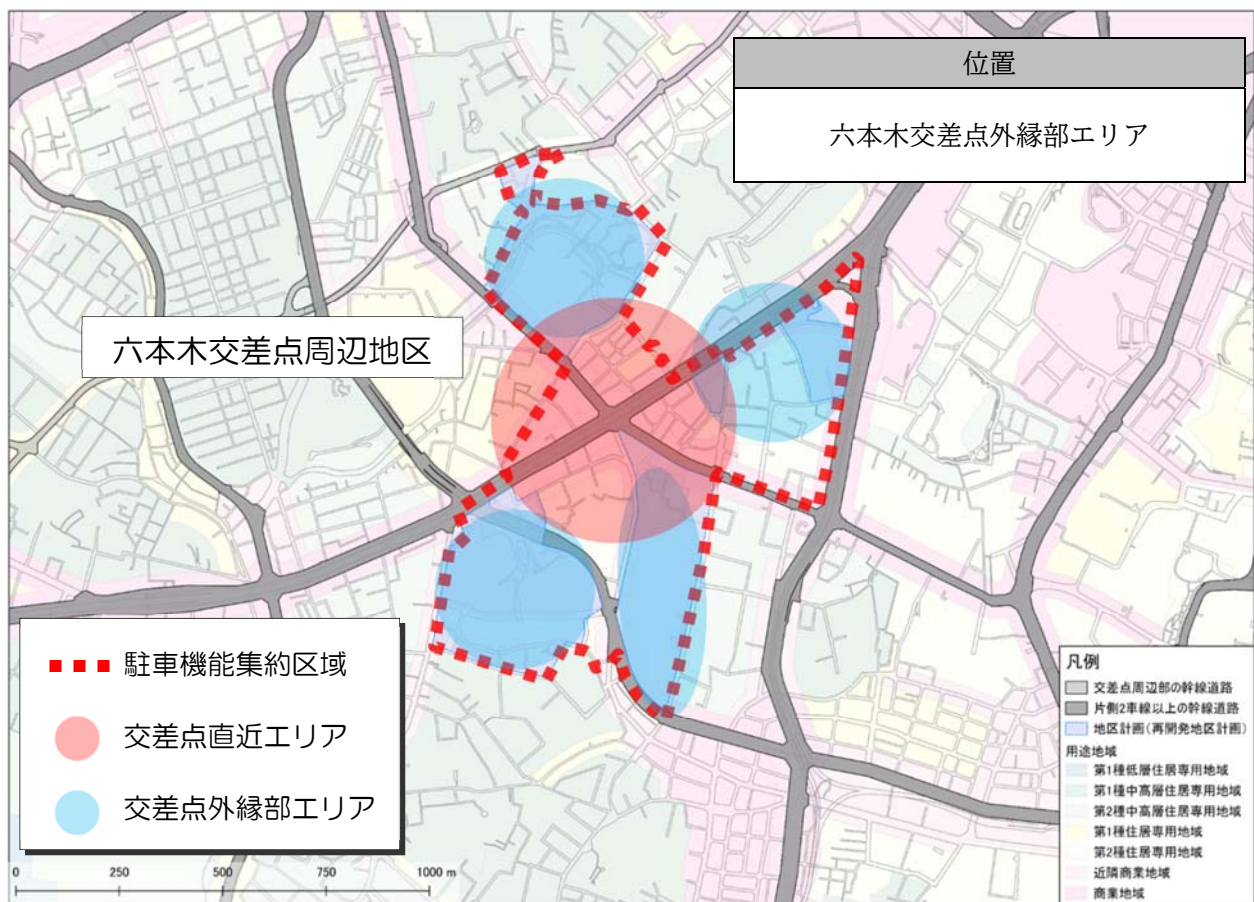 位置
六本木交差点外縁部エリア
六本木交差点周辺地区
駐車機能集約区域
交差点直近エリア
交差点外縁部エリア
0 250 500 750 1000 m
凡例
交差点周辺部の幹線道路
片側2車線以上の幹線道路
地区計画(再開発地区計画)
用途地域
第1種低層住居専用地域
第1種中高層住居専用地域
第2種中高層住居専用地域
第1種住居専用地域
第2種住居専用地域
近隣商業地域
商業地域